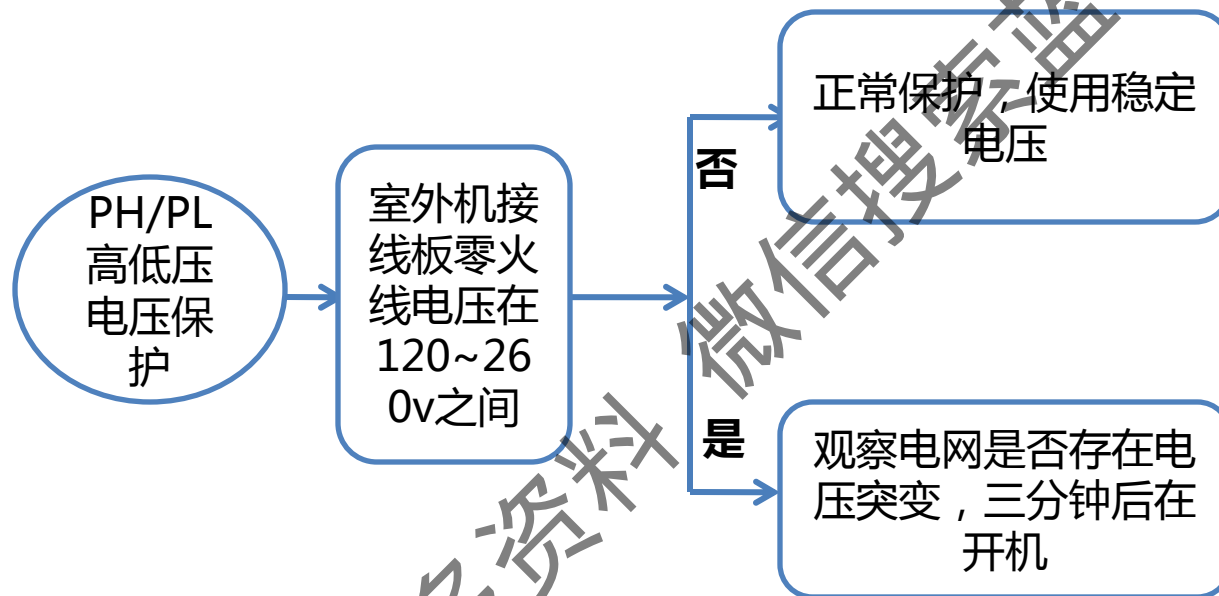 PH/PL
高低压
电压保
护
室外机接
线板零火
线电压在
120~26
0v之间
否
正常保护，使用稳定
电压
是
观察电网是否存在电
压突变，三分钟后在
开机
多资料 微信搜索蓝